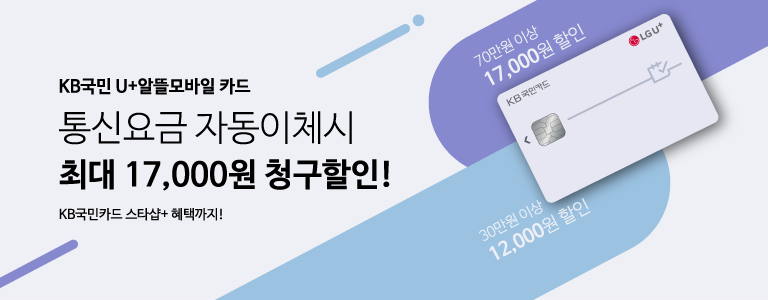 KB국민 U+알뜰모바일 카드
통신요금 자동이체시
최대 17,000원 청구할인!
KB국민카드 스타샵+ 혜택까지!
70만원 이상
17,000원 할인
LG U+
KB국민카드
30만원 이상
12,000원 할인